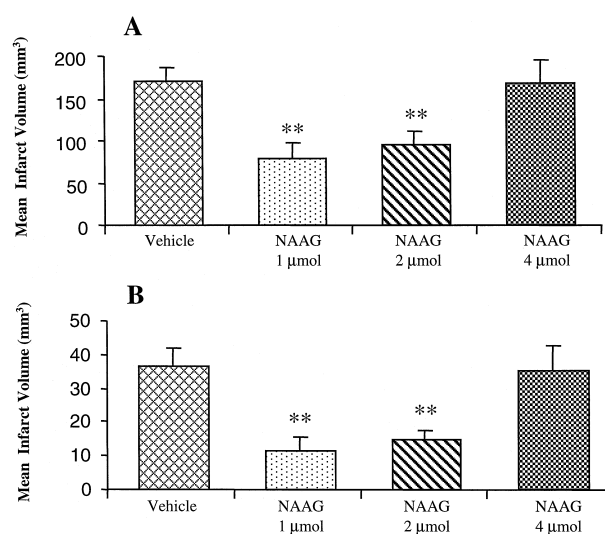 A
Mean Infarct Volume (mm³)
200
150
100
50
0
**
**
Vehicle
NAAG
1 µmol
NAAG
2 µmol
NAAG
4 µmol
B
Mean Infarct Volume (mm³)
50
40
30
20
10
0
**
**
Vehicle
NAAG
1 µmol
NAAG
2 µmol
NAAG
4 µmol